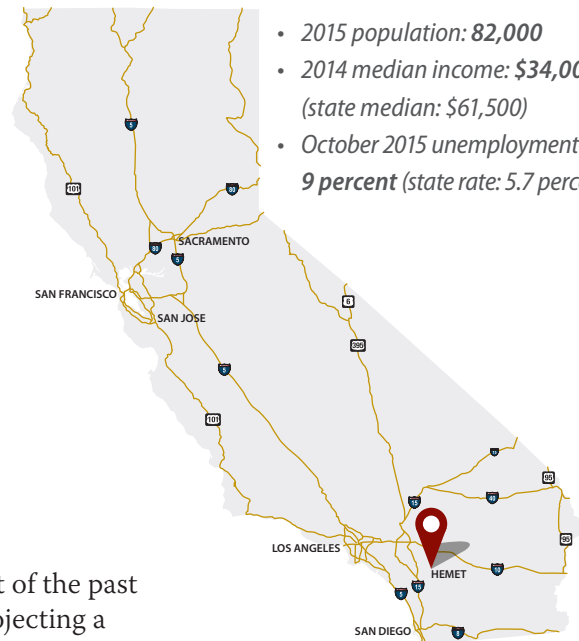 • 2015 population: 82,000
• 2014 median income: $34,00
(state median: $61,500)
• October 2015 unemployment
9 percent (state rate: 5.7 perc
5
101
80
80
SACRAMENTO
5
SAN FRANCISCO
SAN JOSE
6
395
5
101
95
15
40
95
LOS ANGELES
HEMET
10
5
15
SAN DIEGO
8
t of the past
ojecting a